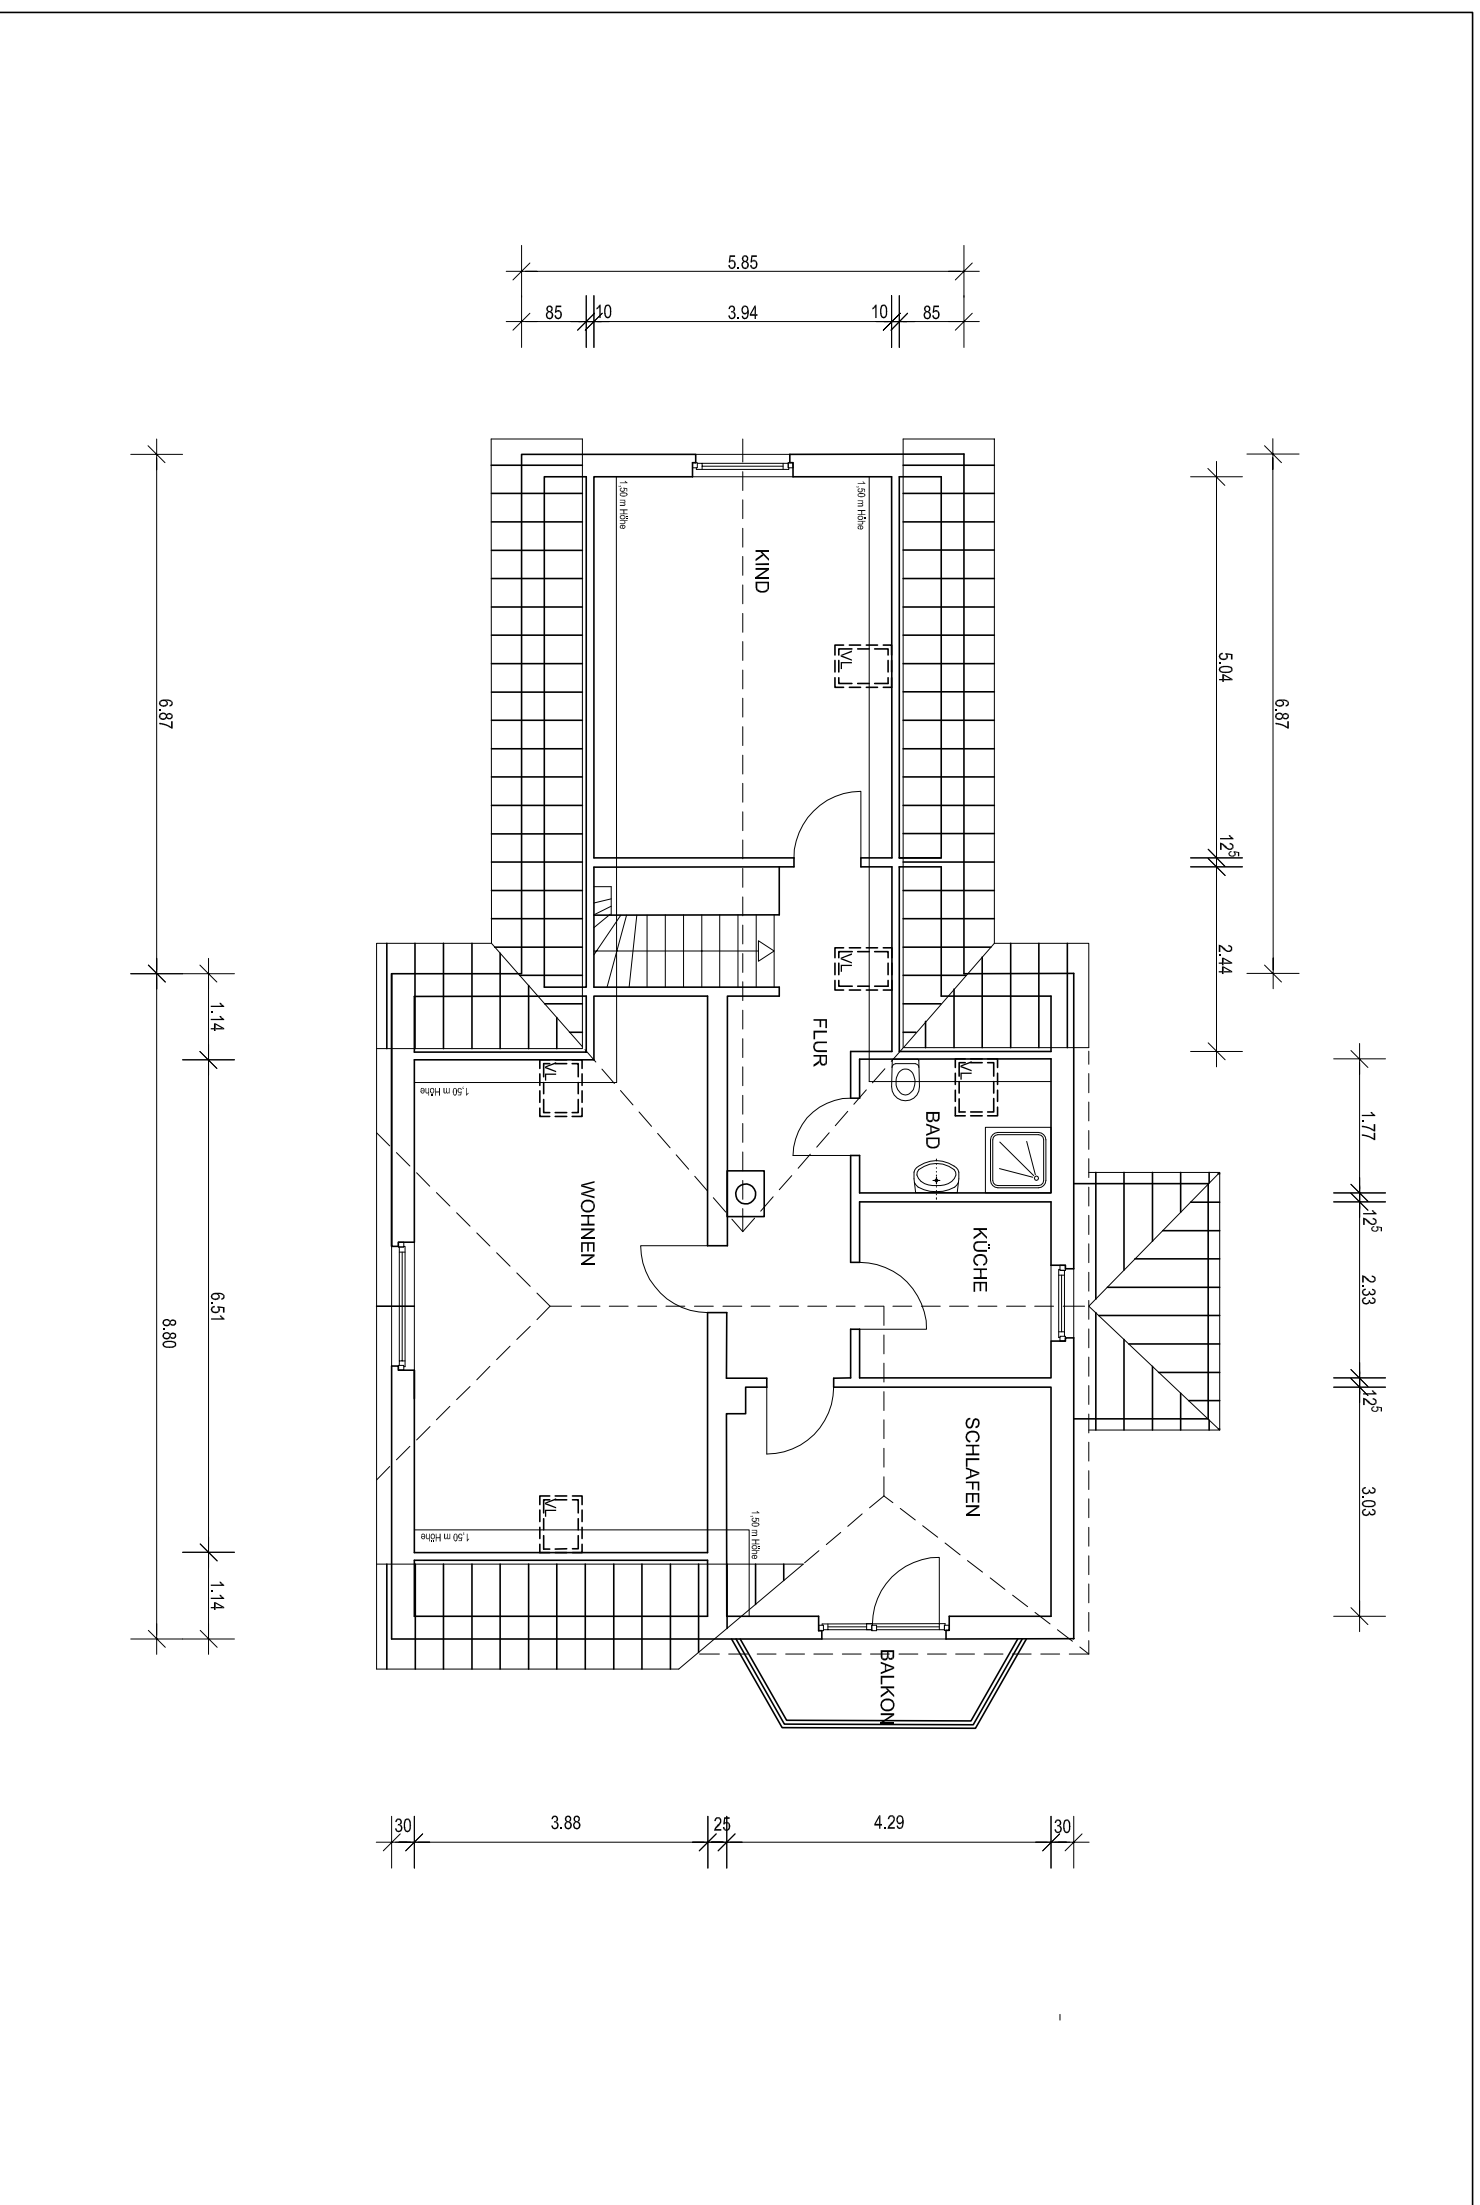 5.85
85
10
3.94
10
85
6.87
5.04
12⁵
2.44
6.87
1,50 m Höhe
1,50 m Höhe
KIND
VL
VL
FLUR
1.14
6.51
8.80
1.14
VL
1,50 m Höhe
VL
BAD
WOHNEN
KÜCHE
1.77
12⁵
2.33
12⁵
3.03
SCHLAFEN
VL
1,50 m Höhe
1,50 m Höhe
BALKON
30
3.88
25
4.29
30